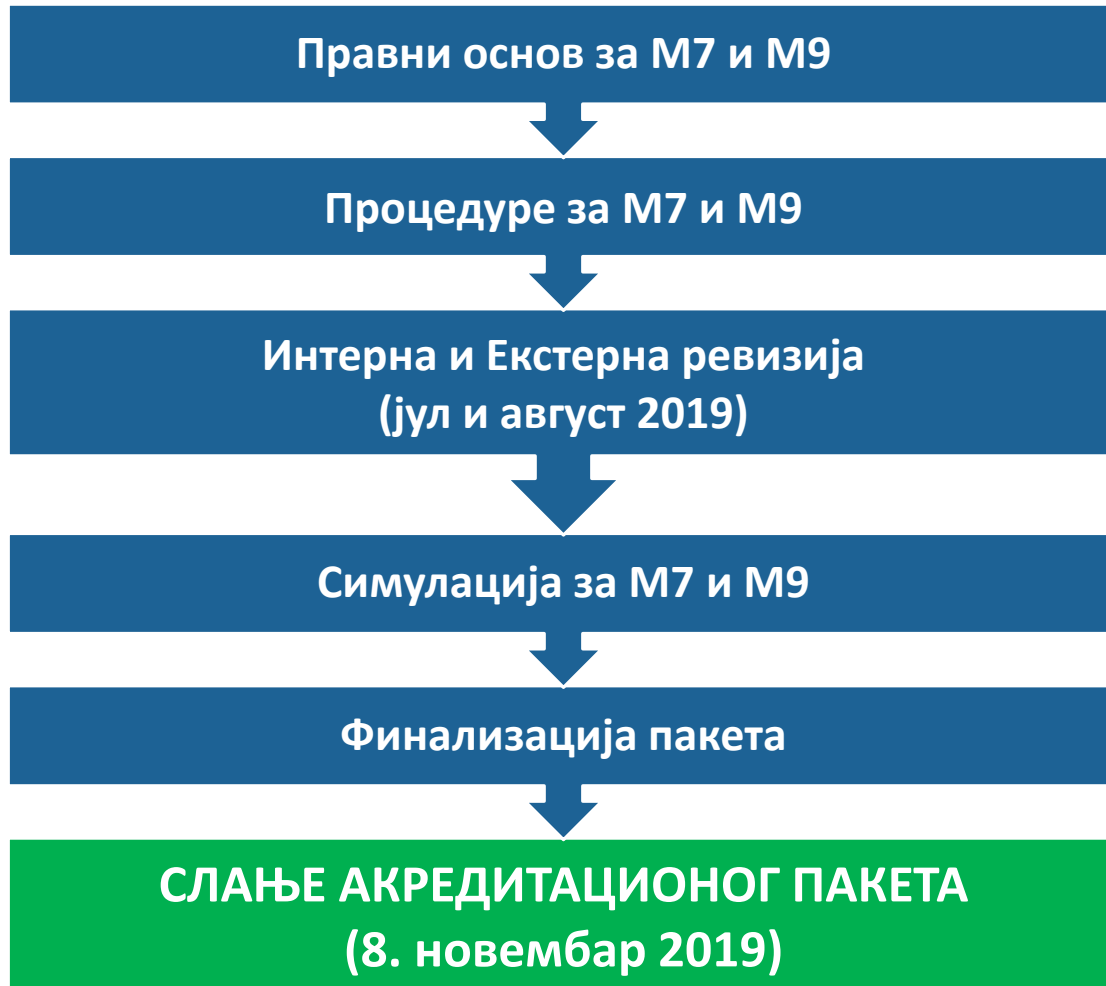 Правни основ за М7 и М9
Процедуре за М7 и М9
Интерна и Екстерна ревизија
(јул и август 2019)
Симулација за М7 и М9
Финализација пакета
СЛАЊЕ АКРЕДИТАЦИОНОГ ПАКЕТА
(8. новембар 2019)